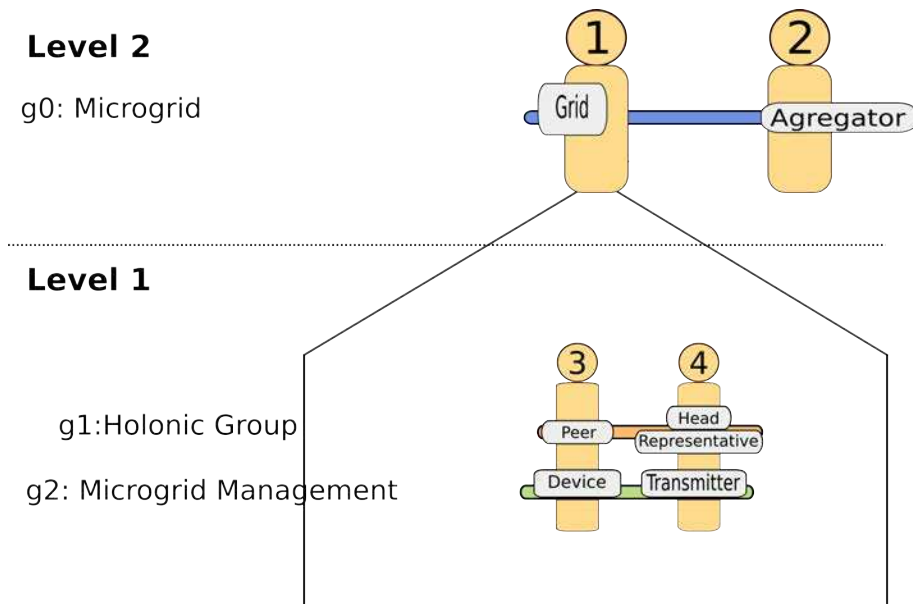 Level 2
1
2
g0: Microgrid
Grid
Agregator
Level 1
3
4
g1:Holonic Group
Peer
Head
Representative
g2: Microgrid Management
Device
Transmitter